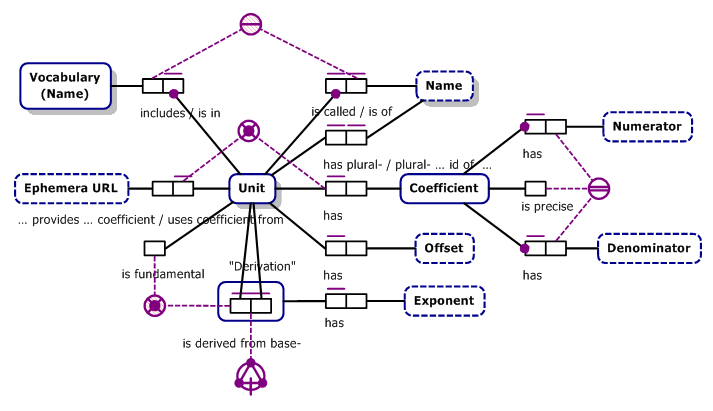 Vocabulary
(Name)
Name
includes / is in
is called / is of
Numerator
has plural- / plural- ... id of ...
has
Ephemera URL
Unit
Coefficient
is precise
... provides ... coefficient / uses coefficient from
has
Offset
Denominator
is fundamental
"Derivation"
has
has
Exponent
has
is derived from base-